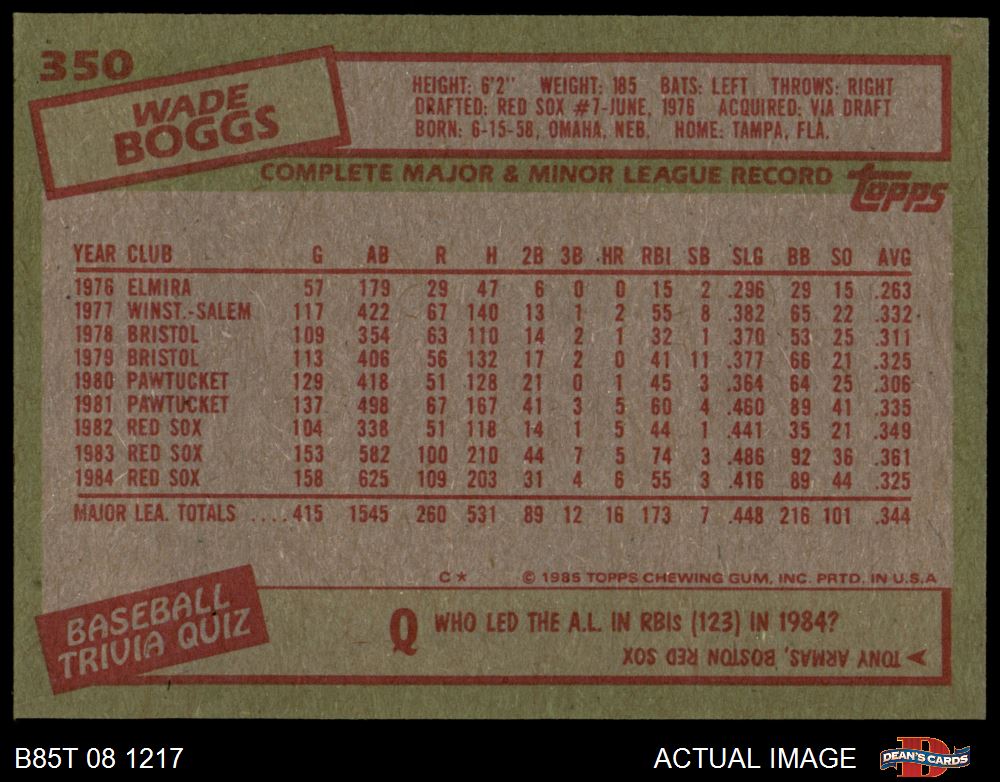 350
WADE
BOGGS
HEIGHT: 6'2" WEIGHT: 185 BATS: LEFT THROWS: RIGHT
DRAFTED: RED SOX #7-JUNE, 1976 ACQUIRED: VIA DRAFT
BORN: 6-15-58, OMAHA, NEB. HOME: TAMPA, FLA.
COMPLETE MAJOR & MINOR LEAGUE RECORD
topps
YEAR CLUB G AB R H 2B 3B HR RBI SB SLG BB SO AVG
1976 ELMIRA 57 179 29 47 6 0 0 15 2 .296 29 15 .263
1977 WINST.-SALEM 117 422 67 140 13 1 2 55 8 .382 65 22 .332
1978 BRISTOL 109 354 63 110 14 2 1 32 1 .370 53 25 .311
1979 BRISTOL 113 406 56 132 17 2 0 41 11 .377 66 21 .325
1980 PAWTUCKET 129 418 51 128 21 0 1 45 3 .364 64 25 .306
1981 PAWTUCKET 137 498 67 167 41 3 5 60 4 .460 89 41 .335
1982 RED SOX 104 338 51 118 14 1 5 44 1 .441 35 21 .349
1983 RED SOX 153 582 100 210 44 7 5 74 3 .486 92 36 .361
1984 RED SOX 158 625 109 203 31 4 6 55 3 .416 89 44 .325
MAJOR LEA. TOTALS ....415 1545 260 531 89 12 16 173 7 .448 216 101 .344
C* © 1985 TOPPS CHEWING GUM, INC. PRTD. IN U.S.A
BASEBALL
TRIVIA QUIZ
Q WHO LED THE A.L. IN RBIs (123) IN 1984?
TONY ARMAS, BOSTON RED SOX
B85T 08 1217
ACTUAL IMAGE
D
DEAN'S CARDS